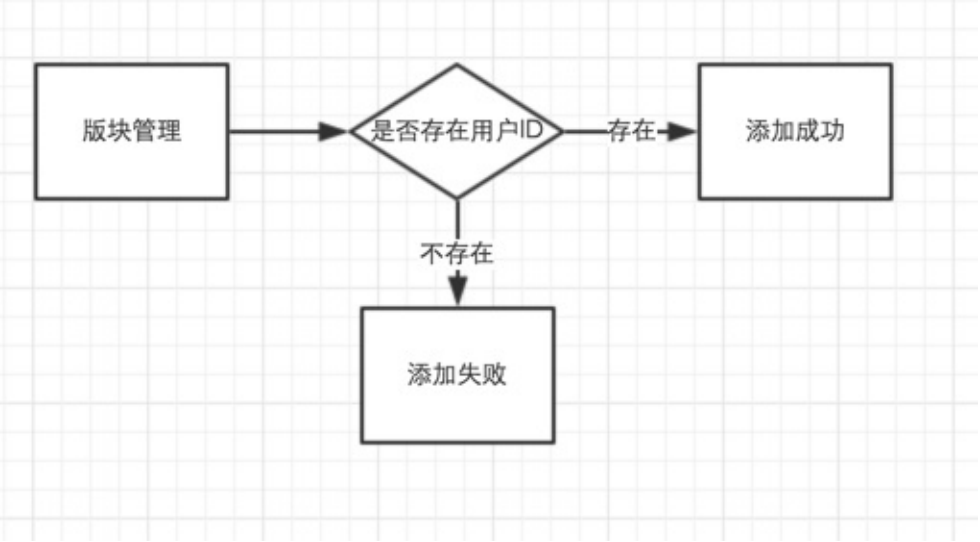 版块管理
是否存在用户ID
存在
添加成功
不存在
添加失败